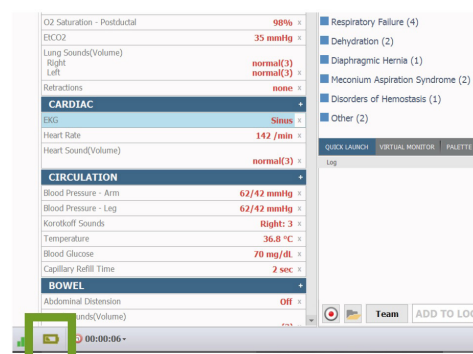 O2 Saturation - Postductal 98% x
EtCO2 35 mmHg x
Lung Sounds(Volume)
Right normal(3)
Left normal(3) x
Retractions none x
CARDIAC +
EKG Sinus x
Heart Rate 142 /min x
Heart Sound(Volume)
normal(3) x
CIRCULATION +
Blood Pressure - Arm 62/42 mmHg x
Blood Pressure - Leg 62/42 mmHg x
Korotkoff Sounds Right: 3 x
Temperature 36.8 °C x
Blood Glucose 70 mg/dL x
Capillary Refill Time 2 sec x
BOWEL +
Abdominal Distension Off x
unds(Volume)
00:00:06
Respiratory Failure (4)
Dehydration (2)
Diaphragmic Hernia (1)
Meconium Aspiration Syndrome (2)
Disorders of Hemostasis (1)
Other (2)
QUICK LAUNCH VIRTUAL MONITOR PALETTE
Log
Team ADD TO LOG